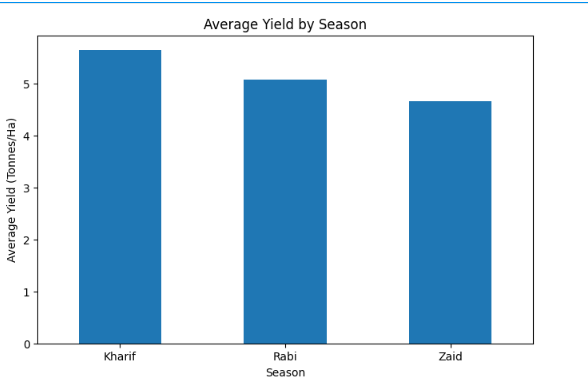 Average Yield by Season
Average Yield (Tonnes/Ha)
5
4
3
2
1
0
Kharif Rabi Zaid
Season